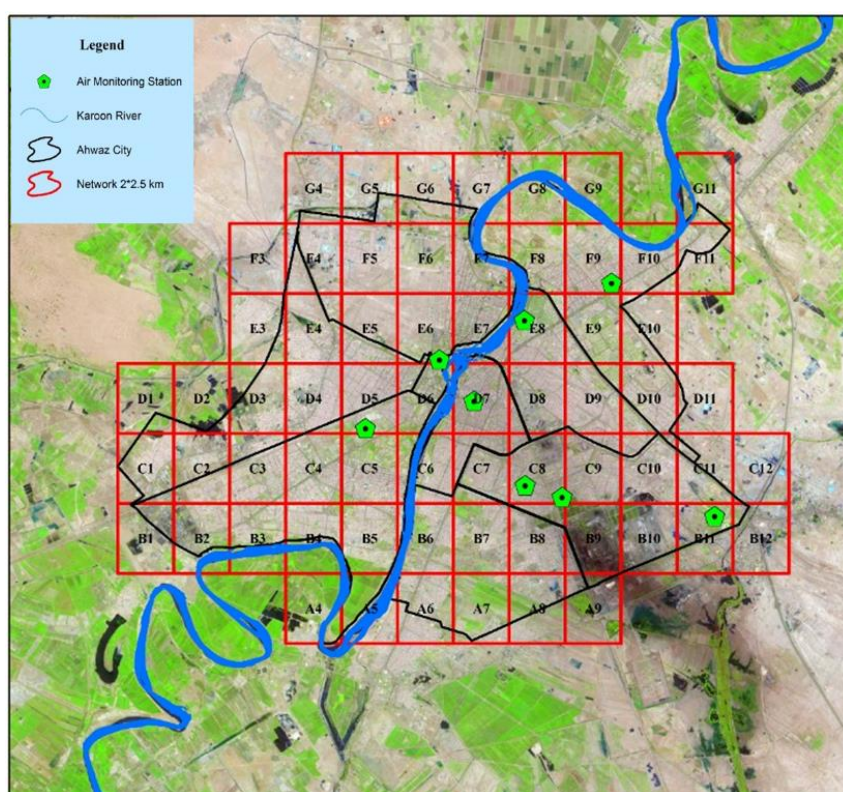 Legend
Air Monitoring Station
Karoon River
Ahwaz City
Network 2*2.5 km
G4 G5 G6 G7 G8 G9 G11
F3 F4 F5 F6 F7 F8 F9 F10 F11
E3 E4 E5 E6 E7 E8 E9 E10
D1 D2 D3 D4 D5 D6 D7 D8 D9 D10 D11
C1 C2 C3 C4 C5 C6 C7 C8 C9 C10 C11 C12
B1 B2 B3 B4 B5 B6 B7 B8 B9 B10 B11 B12
A4 A5 A6 A7 A8 A9